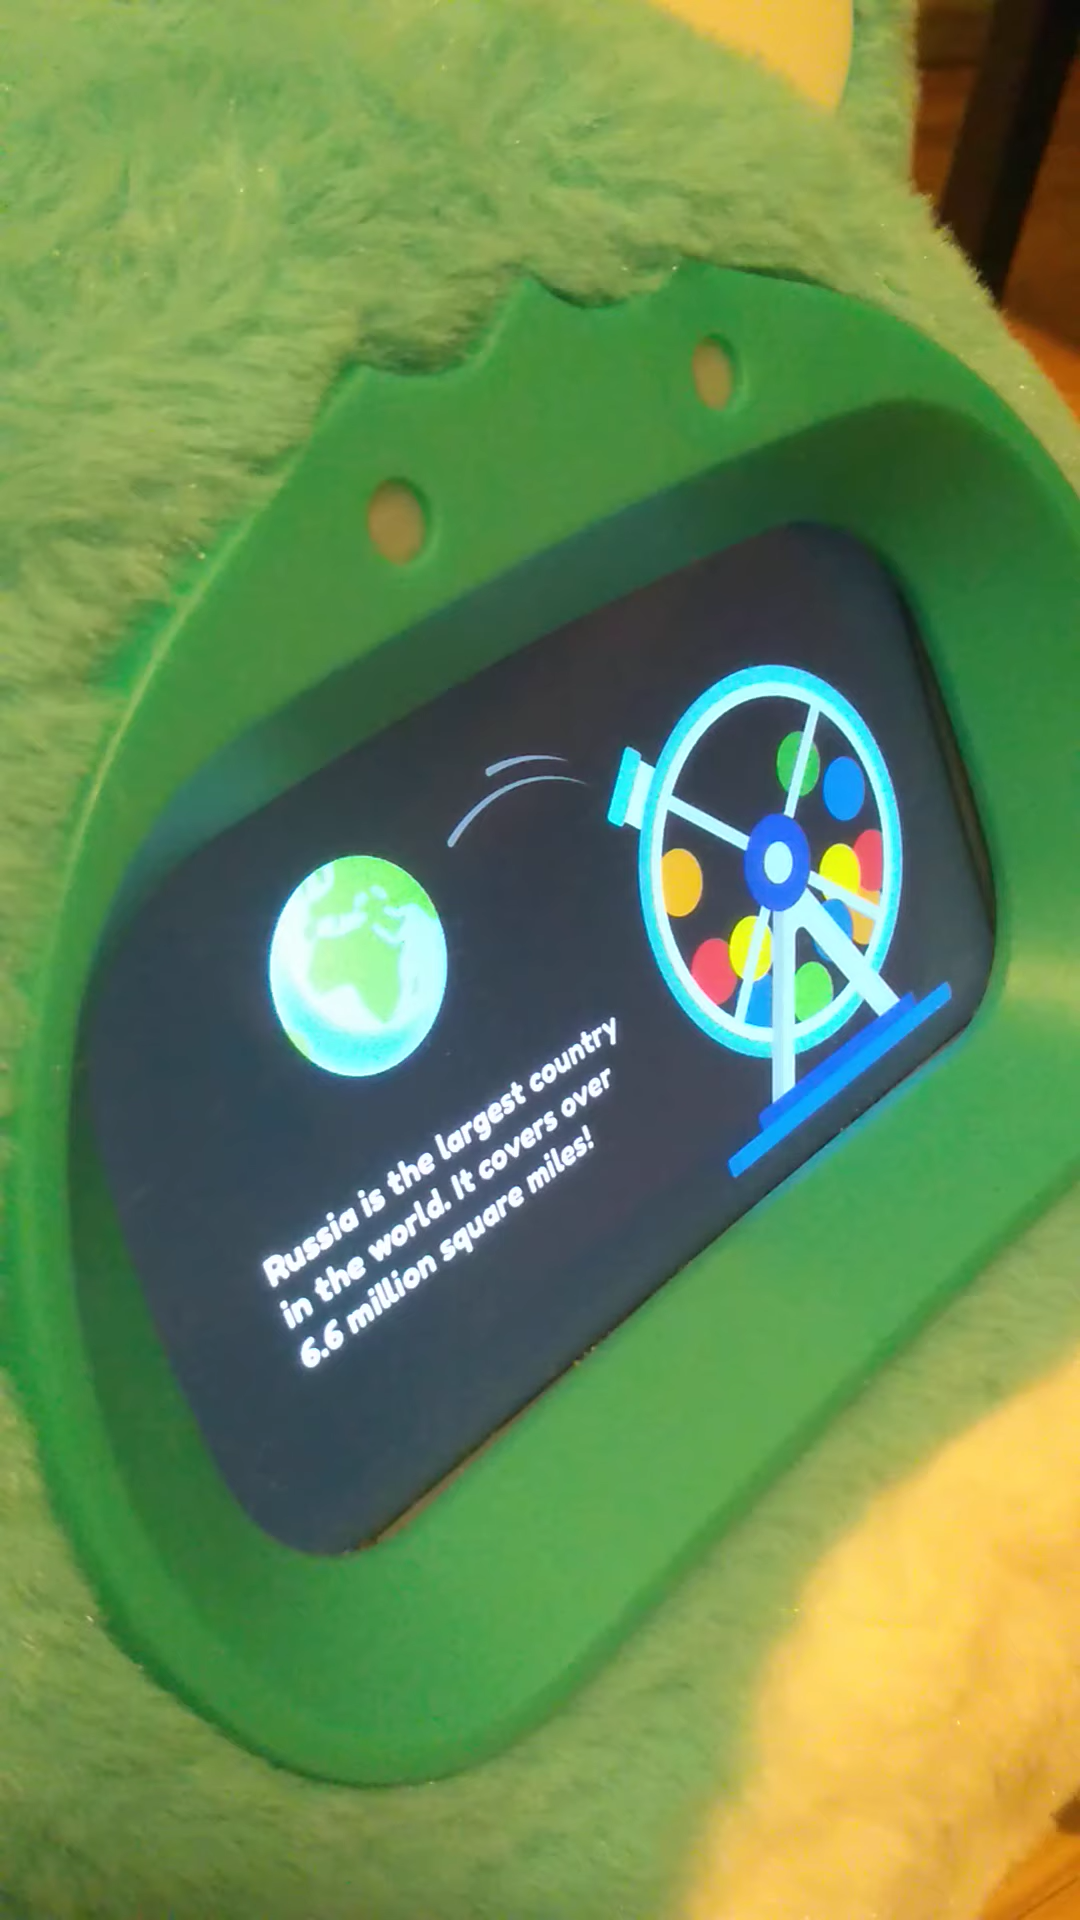 Russia is the largest country
in the world. It covers over
6.6 million square miles!